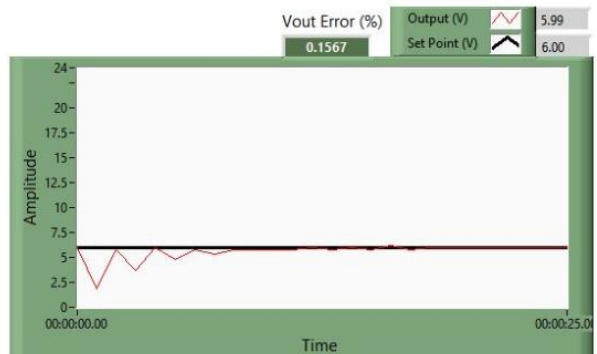 Vout Error (%)
0.1567
Output (V) 5.99
Set Point (V) 6.00
Amplitude
24-
20-
17.5-
15-
12.5-
10-
7.5-
5-
2.5-
0-
00:00:00.00 00:00:25.00
Time